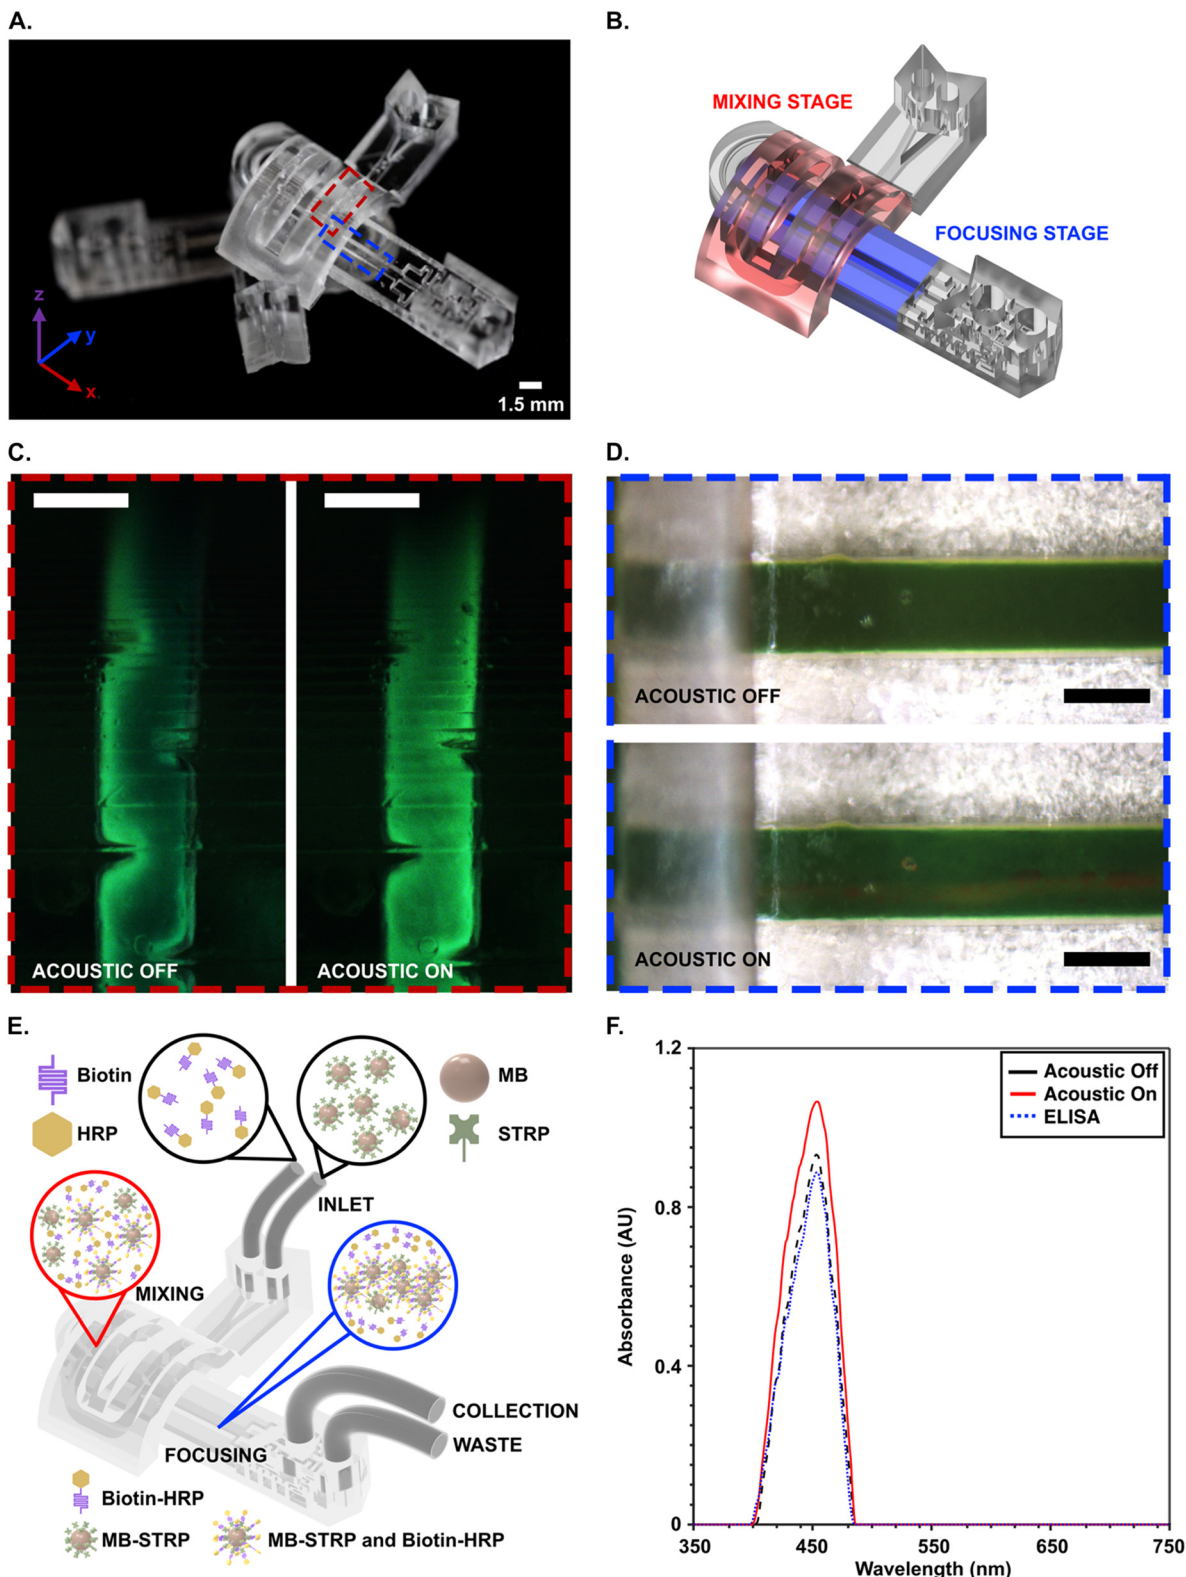 A.
z
y
x
1.5 mm
B.
MIXING STAGE
FOCUSING STAGE
C.
ACOUSTIC OFF
ACOUSTIC ON
D.
ACOUSTIC OFF
ACOUSTIC ON
E.
Biotin
HRP
MB
STRP
INLET
MIXING
COLLECTION
WASTE
FOCUSING
Biotin-HRP
MB-STRP
MB-STRP and Biotin-HRP
F.
1.2
0.8
0.4
0
Absorbance (AU)
Acoustic Off
Acoustic On
ELISA
350
450
550
650
750
Wavelength (nm)